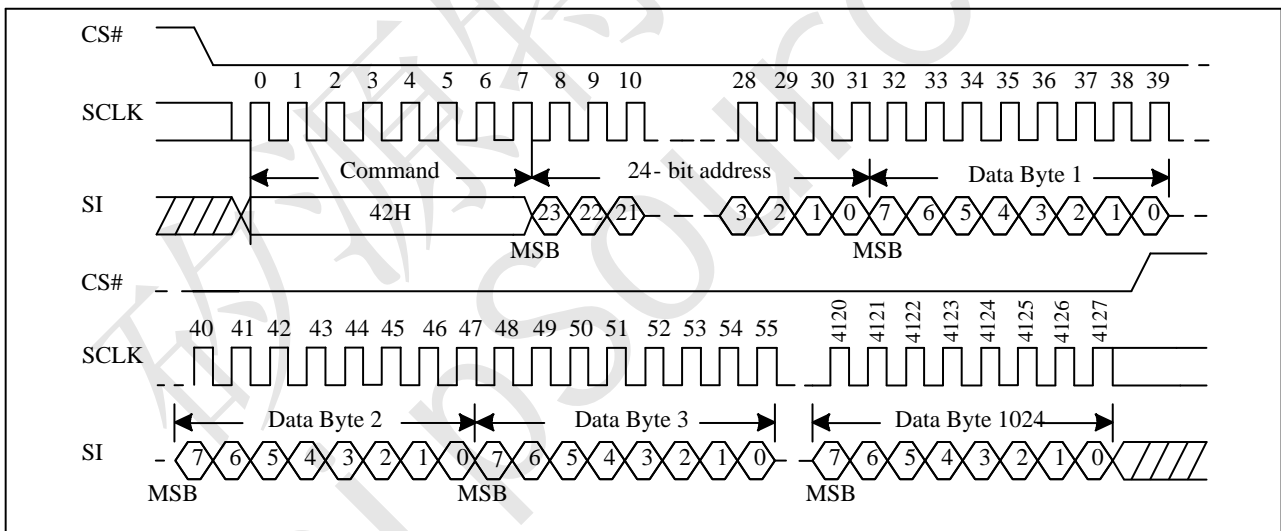 CS#
0 1 2 3 4 5 6 7 8 9 10 28 29 30 31 32 33 34 35 36 37 38 39
SCLK
Command 24- bit address Data Byte 1
SI 42H 23 22 21 3 2 1 0 7 6 5 4 3 2 1 0
MSB MSB
CS#
40 41 42 43 44 45 46 47 48 49 50 51 52 53 54 55 4120 4121 4122 4123 4124 4125 4126 4127
SCLK
Data Byte 2 Data Byte 3 Data Byte 1024
SI 7 6 5 4 3 2 1 0 7 6 5 4 3 2 1 0 7 6 5 4 3 2 1 0
MSB MSB MSB